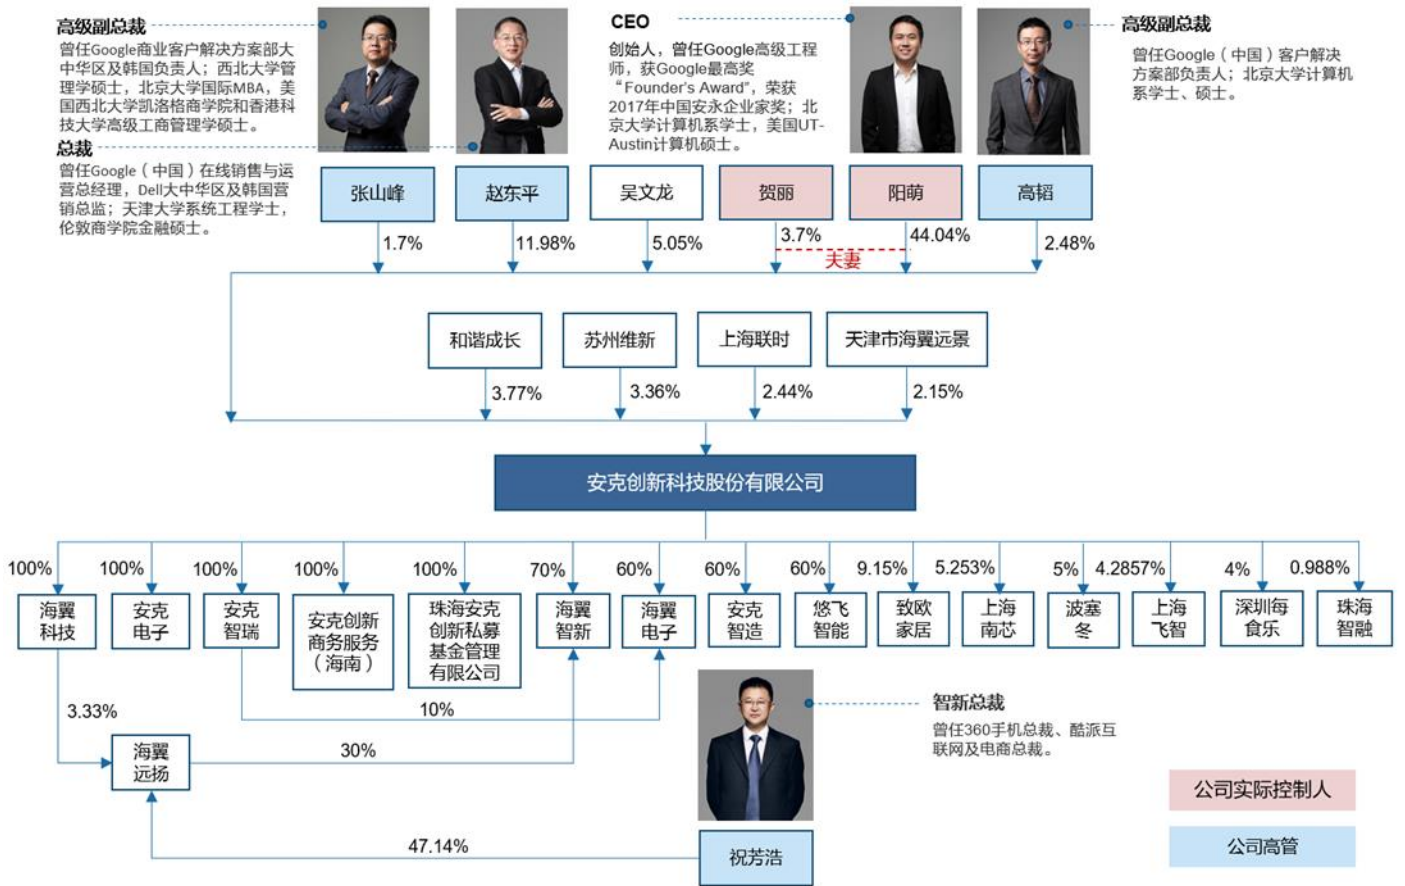 高级副总裁
曾任Google商业客户解决方案部大
中华区及韩国负责人；西北大学管
理学硕士，北京大学国际MBA，美
国西北大学凯洛格商学院和香港科
技大学高级工商管理学硕士。
总裁
曾任Google（中国）在线销售与运
营总经理，Dell大中华区及韩国营
销总监；天津大学系统工程学士，
伦敦商学院金融硕士。
CEO
创始人，曾任Google高级工程
师，获Google最高奖
“Founder's Award”，荣获
2017年中国安永企业家奖；北
京大学计算机系学士，美国UT-
Austin计算机硕士。
高级副总裁
曾任Google（中国）客户解决
方案部负责人；北京大学计算机
系学士、硕士。
张山峰
赵东平
吴文龙
贺丽
阳萌
高韬
1.7%
11.98%
5.05%
3.7%
44.04%
2.48%
夫妻
和谐成长
苏州维新
上海联时
天津市海翼远景
3.77%
3.36%
2.44%
2.15%
安克创新科技股份有限公司
100%
100%
100%
100%
100%
70%
60%
60%
60%
9.15%
5.253%
5%
4.2857%
4%
0.988%
海翼
科技
安克
电子
安克
智瑞
安克创新
商务服务
（海南）
珠海安克
创新私募
基金管理
有限公司
海翼
智新
海翼
电子
安克
智造
悠飞
智能
致欧
家居
上海
南芯
波塞
冬
上海
飞智
深圳每
食乐
珠海
智融
3.33%
10%
海翼
远扬
30%
47.14%
智新总裁
曾任360手机总裁、酷派互
联网及电商总裁。
祝芳浩
公司实际控制人
公司高管